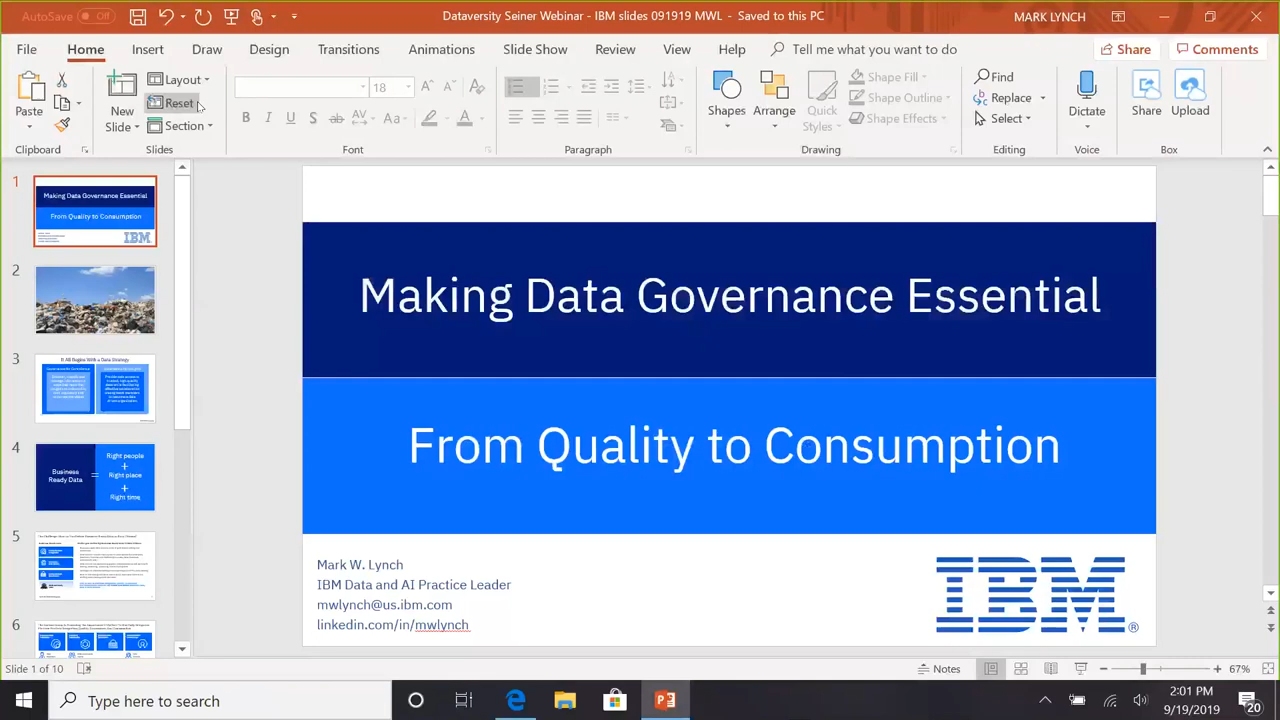 AutoSave Off
Dataversity Seiner Webinar - IBM slides 091919 MWL - Saved to this PC
MARK LYNCH
File Home Insert Draw Design Transitions Animations Slide Show Review View Help Tell me what you want to do Share Comments
Paste
New
Slide
Layout
Reset
Section
18
Aa
Shapes
Arrange
Quick
Styles
Shape Fill
Shape Outline
Shape Effects
Find
Replace
Select
Dictate
Share
Upload
Clipboard Slides Font Paragraph Drawing Editing Voice Box
1
Making Data Governance Essential
From Quality to Consumption
IBM
2
3
It All Begins With a Data Strategy
4
Business
Ready Data
=
Right people
+
Right place
+
Right time
5
6
Making Data Governance Essential
From Quality to Consumption
Mark W. Lynch
IBM Data and AI Practice Leader
mwlynch@us.ibm.com
linkedin.com/in/mwlynch
IBM®
Slide 1 of 10
Notes
67%
Type here to search
2:01 PM
9/19/2019
20